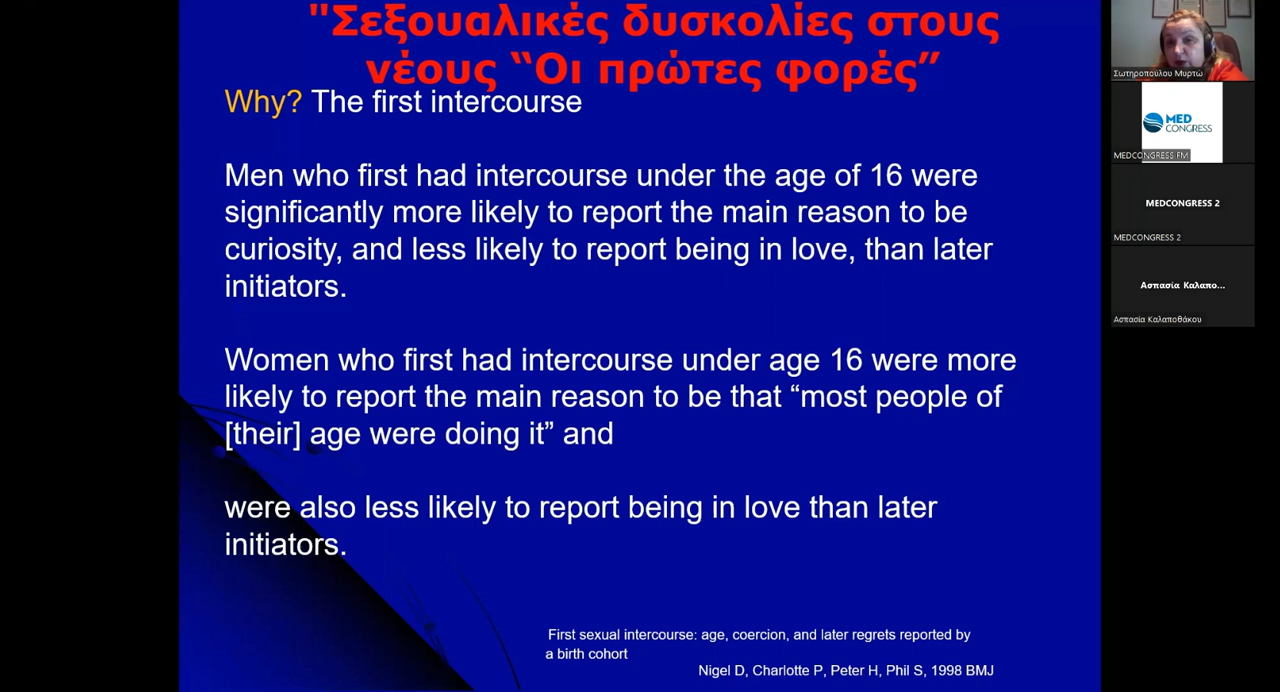 "Σεξουαλικές δυσκολίες στους
νέους “Οι πρώτες φορές”
Why? The first intercourse
Men who first had intercourse under the age of 16 were
significantly more likely to report the main reason to be
curiosity, and less likely to report being in love, than later
initiators.
Women who first had intercourse under age 16 were more
likely to report the main reason to be that “most people of
[their] age were doing it” and
were also less likely to report being in love than later
initiators.
First sexual intercourse: age, coercion, and later regrets reported by
a birth cohort
Nigel D, Charlotte P, Peter H, Phil S, 1998 BMJ
Σωτηροπούλου Μυρτώ
MED
CONGRESS
MEDCONGRESS FM
MEDCONGRESS 2
MEDCONGRESS 2
Ασπασία Καλαπο...
Ασπασία Καλαποθάκου